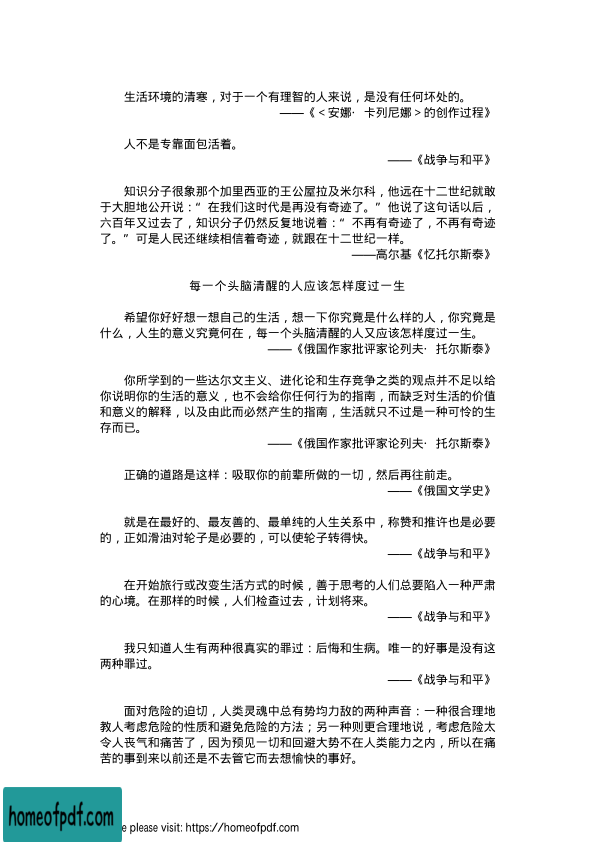 生活环境的清寒，对于一个有理智的人来说，是没有任何坏处的。
——《＜安娜·卡列尼娜＞的创作过程》
人不是专靠面包活着。
——《战争与和平》
知识分子很象那个加里西亚的王公屋拉及米尔科，他远在十二世纪就敢
于大胆地公开说：“在我们这时代是再没有奇迹了。”他说了这句话以后，
六百年又过去了，知识分子仍然反复地说着：“不再有奇迹了，不再有奇迹
了。”可是人民还继续相信着奇迹，就跟在十二世纪一样。
——高尔基《忆托尔斯泰》
每一个头脑清醒的人应该怎样度过一生
希望你好好想一想自己的生活，想一下你究竟是什么样的人，你究竟是
什么，人生的意义究竟何在，每一个头脑清醒的人又应该怎样度过一生。
——《俄国作家批评家论列夫·托尔斯泰》
你所学到的一些达尔文主义、进化论和生存竞争之类的观点并不足以给
你说明你的生活的意义，也不会给你任何行为的指南，而缺乏对生活的价值
和意义的解释，以及由此而必然产生的指南，生活就只不过是一种可怜的生
存而已。
——《俄国作家批评家论列夫·托尔斯泰》
正确的道路是这样：吸取你的前辈所做的一切，然后再往前走。
——《俄国文学史》
就是在最好的、最友善的、最单纯的人生关系中，称赞和推许也是必要
的，正如滑油对轮子是必要的，可以使轮子转得快。
——《战争与和平》
在开始旅行或改变生活方式的时候，善于思考的人们总要陷入一种严肃
的心境。在那样的时候，人们检查过去，计划将来。
——《战争与和平》
我只知道人生有两种很真实的罪过：后悔和生病。唯一的好事是没有这
两种罪过。
——《战争与和平》
面对危险的迫切，人类灵魂中总有势均力敌的两种声音：一种很合理地
教人考虑危险的性质和避免危险的方法；另一种则更合理地说，考虑危险太
令人丧气和痛苦了，因为预见一切和回避大势不在人类能力之内，所以在痛
苦的事到来以前还是不去管它而去想愉快的事好。
homeofpdf.com
e please visit: https://homeofpdf.com